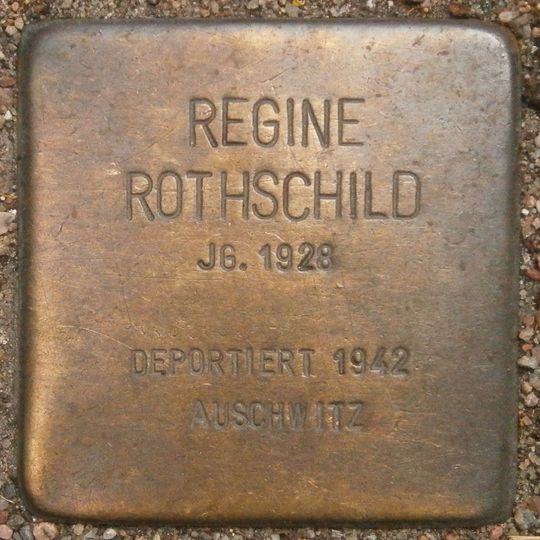 REGINE
ROTHSCHILD
JG. 1928
DEPORTIERT 1942
AUSCHWITZ